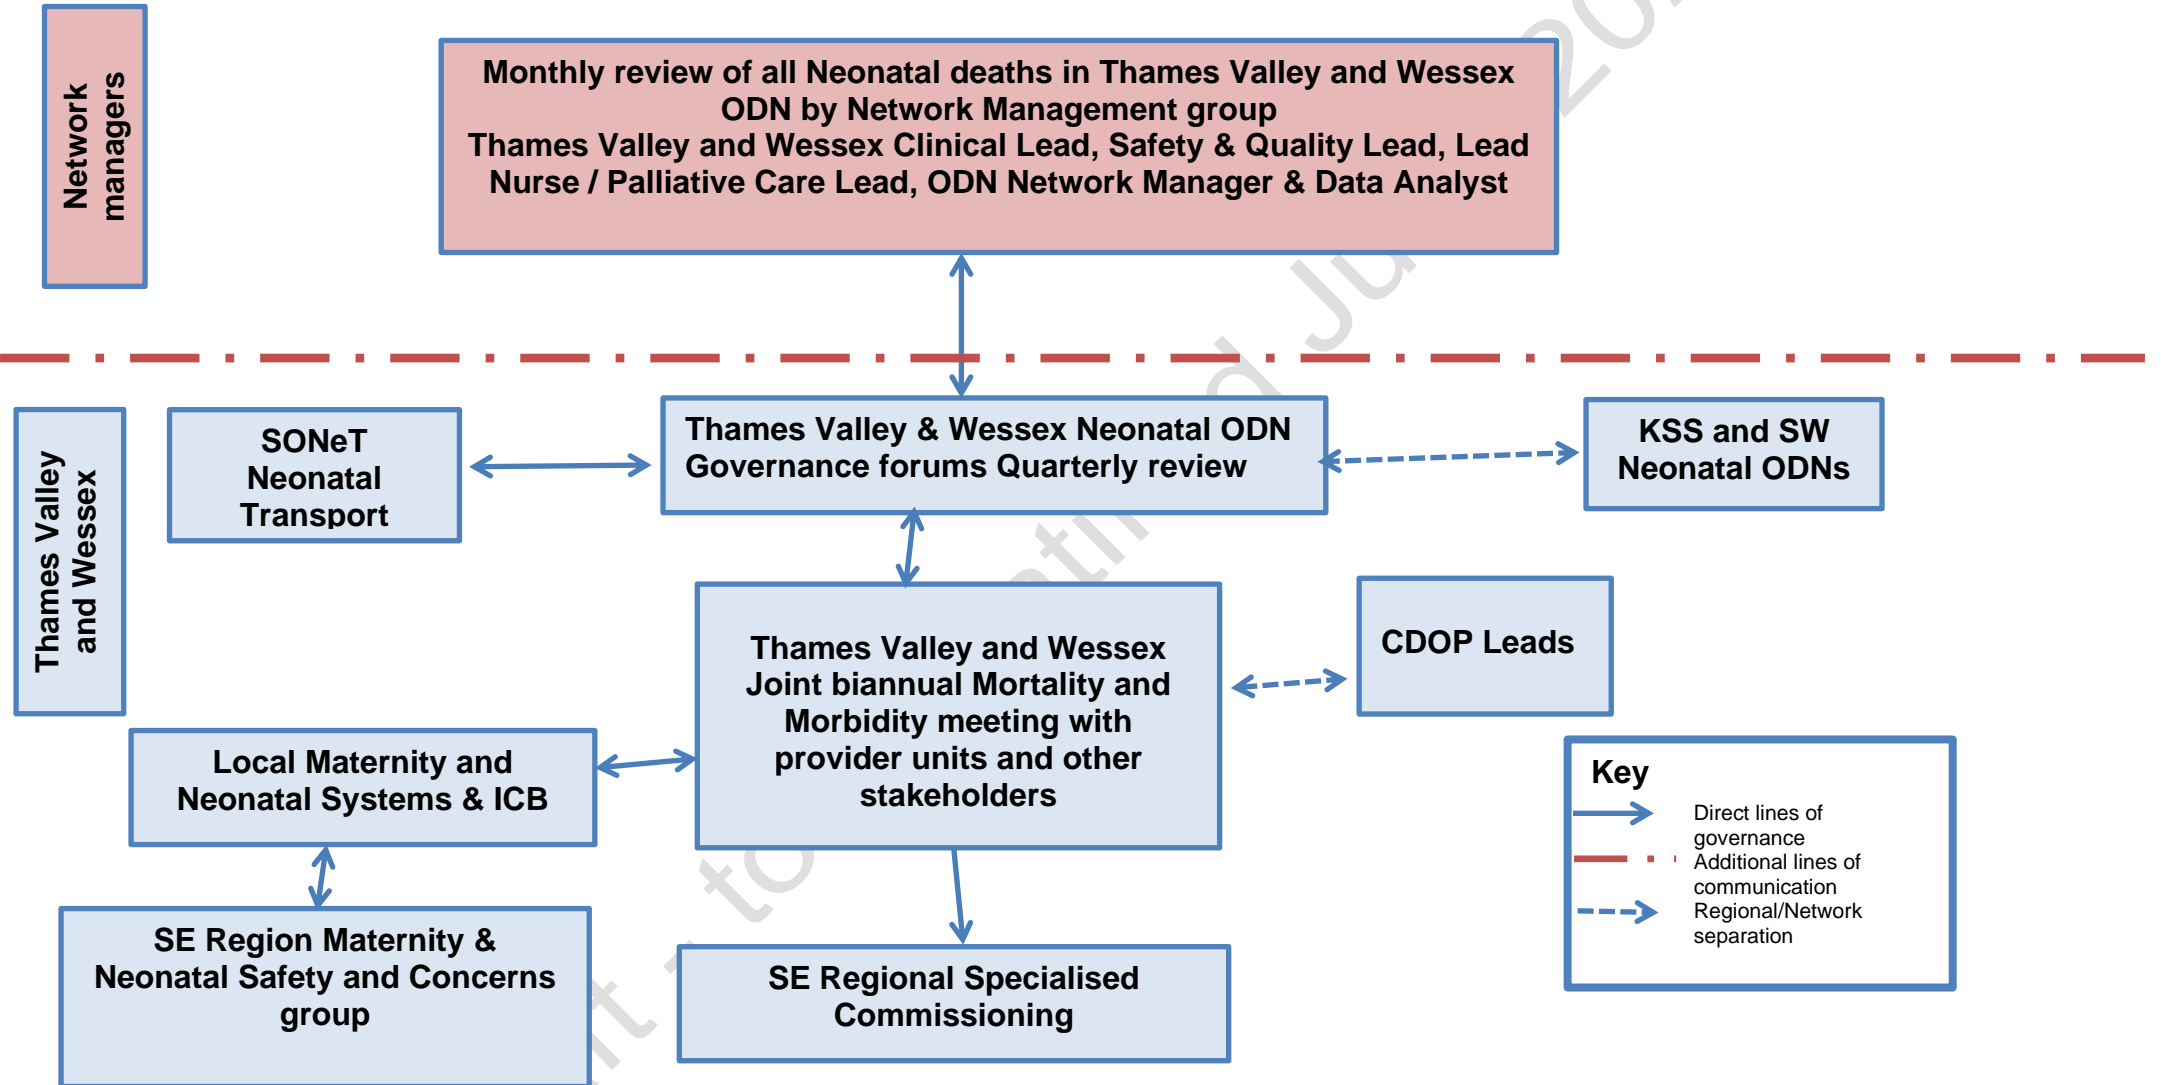 Network
managers
Monthly review of all Neonatal deaths in Thames Valley and Wessex
ODN by Network Management group
Thames Valley and Wessex Clinical Lead, Safety & Quality Lead, Lead
Nurse / Palliative Care Lead, ODN Network Manager & Data Analyst
Thames Valley
and Wessex
SONeT
Neonatal
Transport
Thames Valley & Wessex Neonatal ODN
Governance forums Quarterly review
KSS and SW
Neonatal ODNs
Thames Valley and Wessex
Joint biannual Mortality and
Morbidity meeting with
provider units and other
stakeholders
CDOP Leads
Local Maternity and
Neonatal Systems & ICB
Key
Direct lines of
governance
Additional lines of
communication
Regional/Network
separation
SE Region Maternity &
Neonatal Safety and Concerns
group
SE Regional Specialised
Commissioning